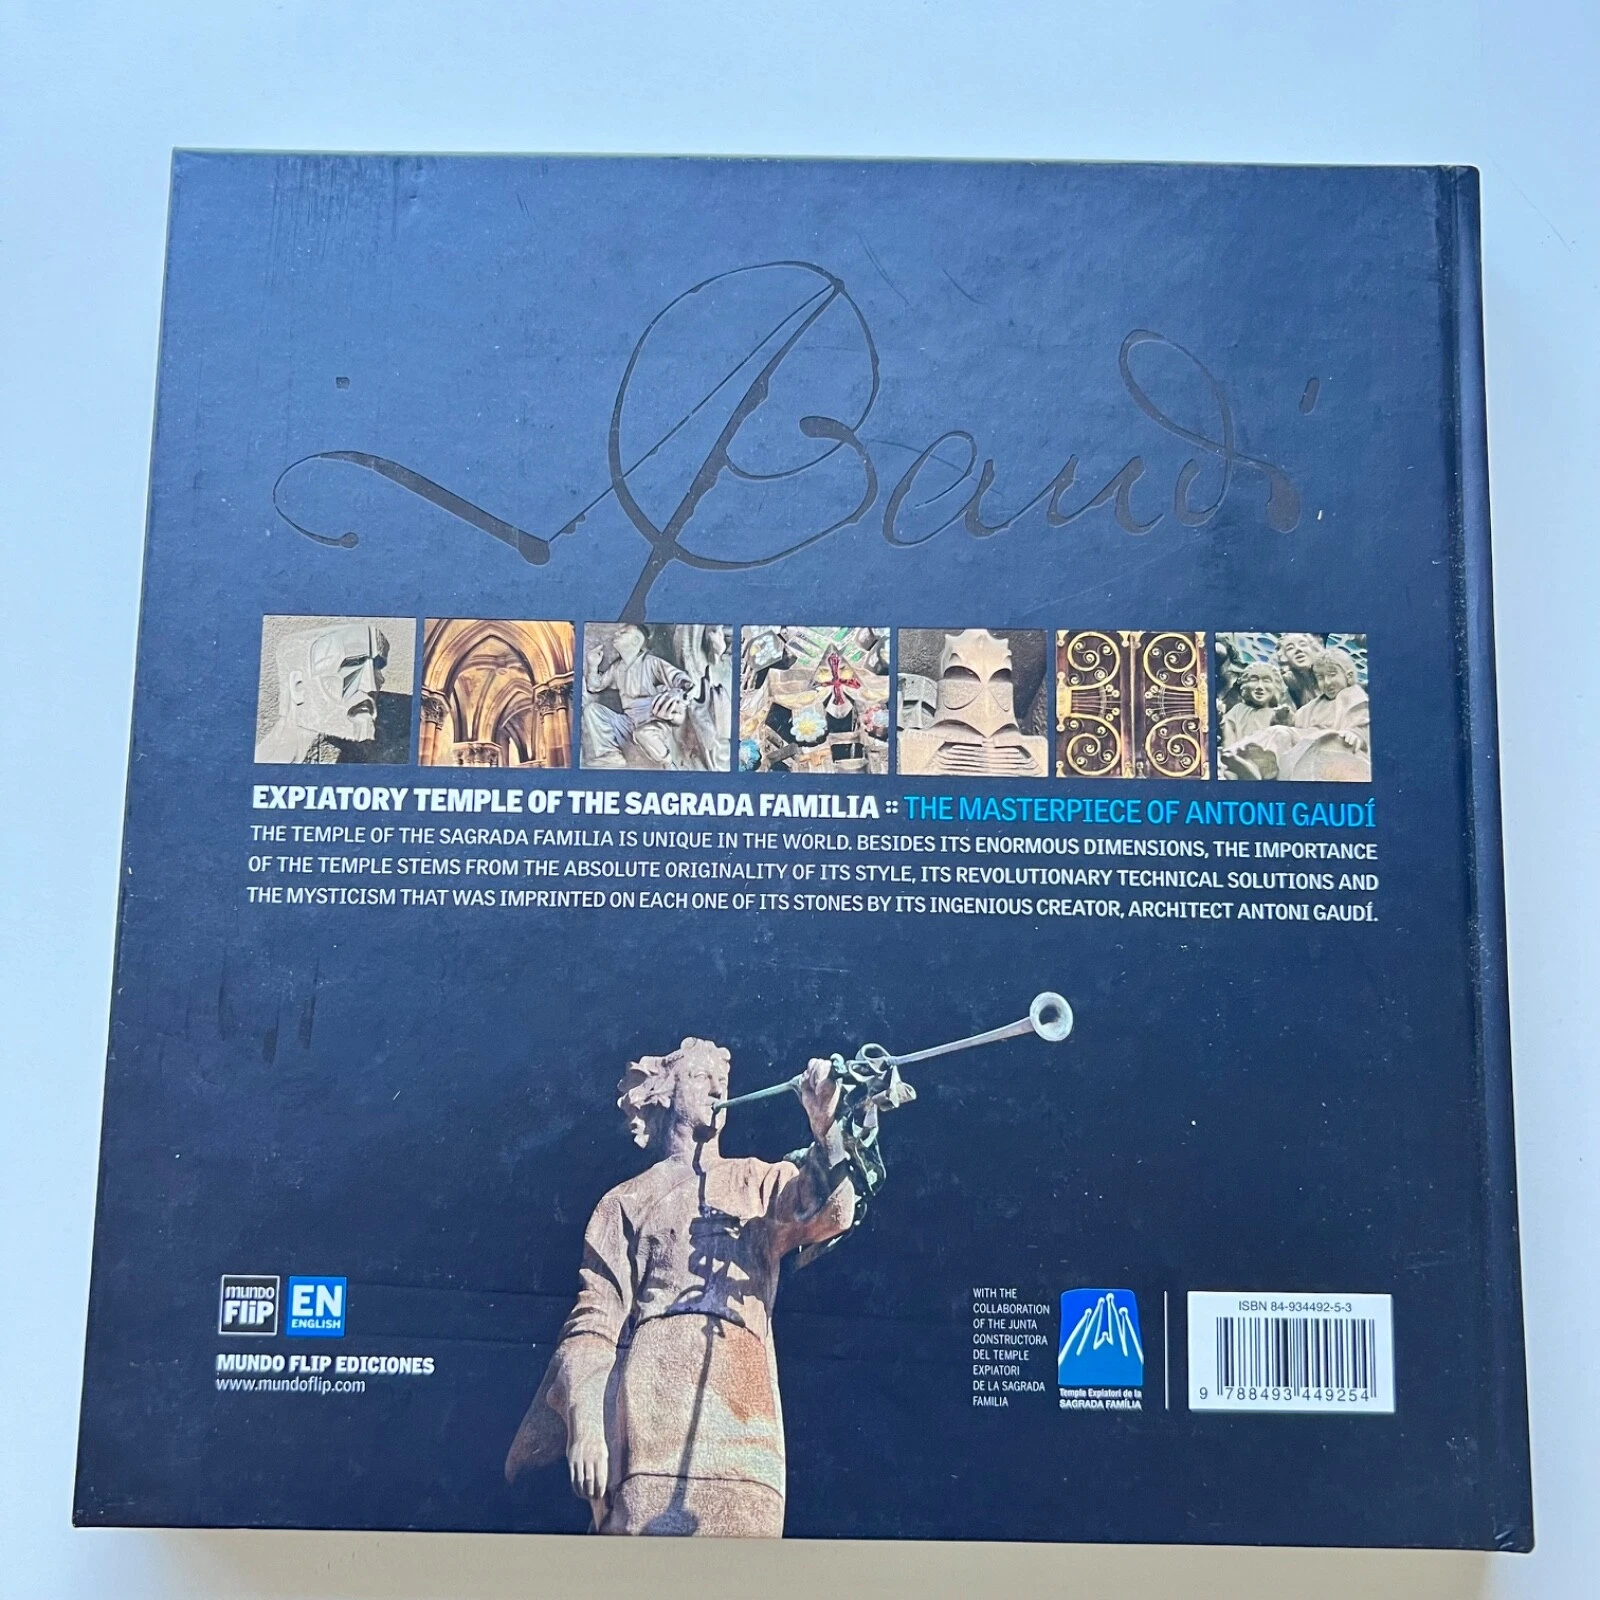 Gaudí
EXPIATORY TEMPLE OF THE SAGRADA FAMILIA :: THE MASTERPIECE OF ANTONI GAUDÍ
THE TEMPLE OF THE SAGRADA FAMILIA IS UNIQUE IN THE WORLD. BESIDES ITS ENORMOUS DIMENSIONS, THE IMPORTANCE
OF THE TEMPLE STEMS FROM THE ABSOLUTE ORIGINALITY OF ITS STYLE, ITS REVOLUTIONARY TECHNICAL SOLUTIONS AND
THE MYSTICISM THAT WAS IMPRINTED ON EACH ONE OF ITS STONES BY ITS INGENIOUS CREATOR, ARCHITECT ANTONI GAUDÍ.
mundo
FLiP
EN
ENGLISH
MUNDO FLIP EDICIONES
www.mundoflip.com
WITH THE
COLLABORATION
OF THE JUNTA
CONSTRUCTORA
DEL TEMPLE
EXPIATORI
DE LA SAGRADA
FAMILIA
Temple Expiatori de la
SAGRADA FAMÍLIA
ISBN 84-934492-5-3
9 788493 449254